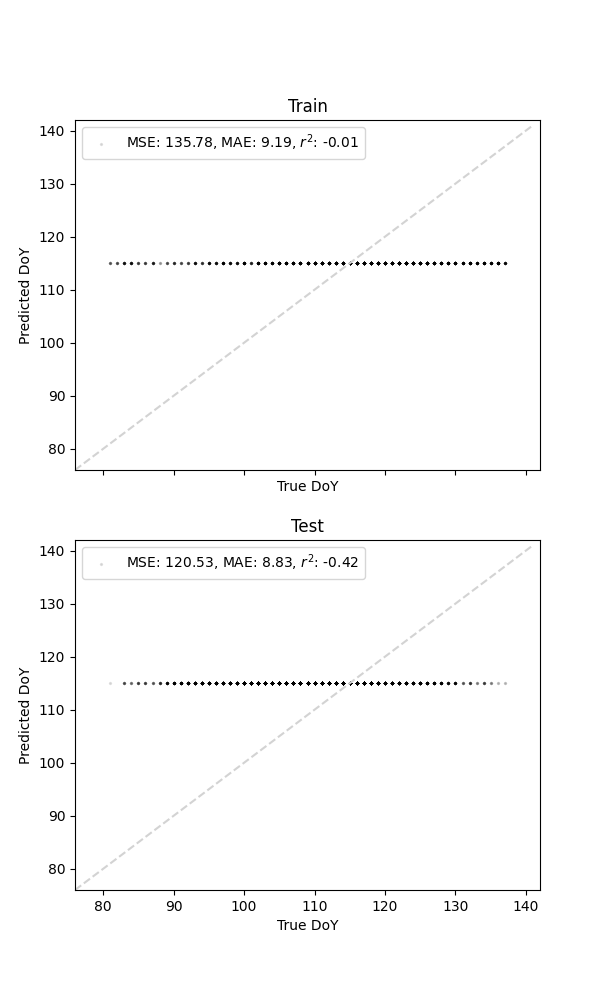 Train
MSE: 135.78, MAE: 9.19, r²: -0.01
140
130
120
110
100
90
80
Predicted DoY
True DoY
Test
MSE: 120.53, MAE: 8.83, r²: -0.42
140
130
120
110
100
90
80
Predicted DoY
80 90 100 110 120 130 140
True DoY